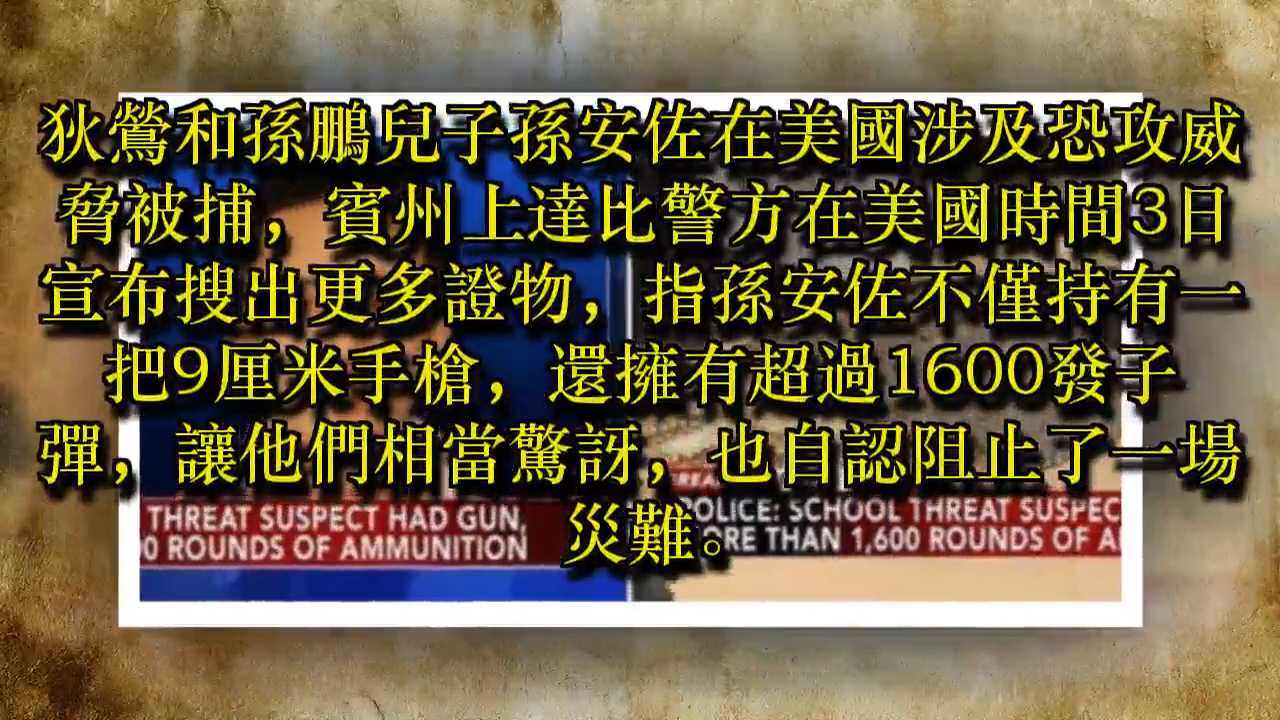 狄鶯和孫鵬兒子孫安佐在美國涉及恐攻威
脅被捕，賓州上達比警方在美國時間3日
宣布搜出更多證物，指孫安佐不僅持有一
把9厘米手槍，還擁有超過1600發子
彈，讓他們相當驚訝，也自認阻止了一場
災難。
THREAT SUSPECT HAD GUN,
0 ROUNDS OF AMMUNITION
POLICE: SCHOOL THREAT SUSPEC
ORE THAN 1,600 ROUNDS OF A